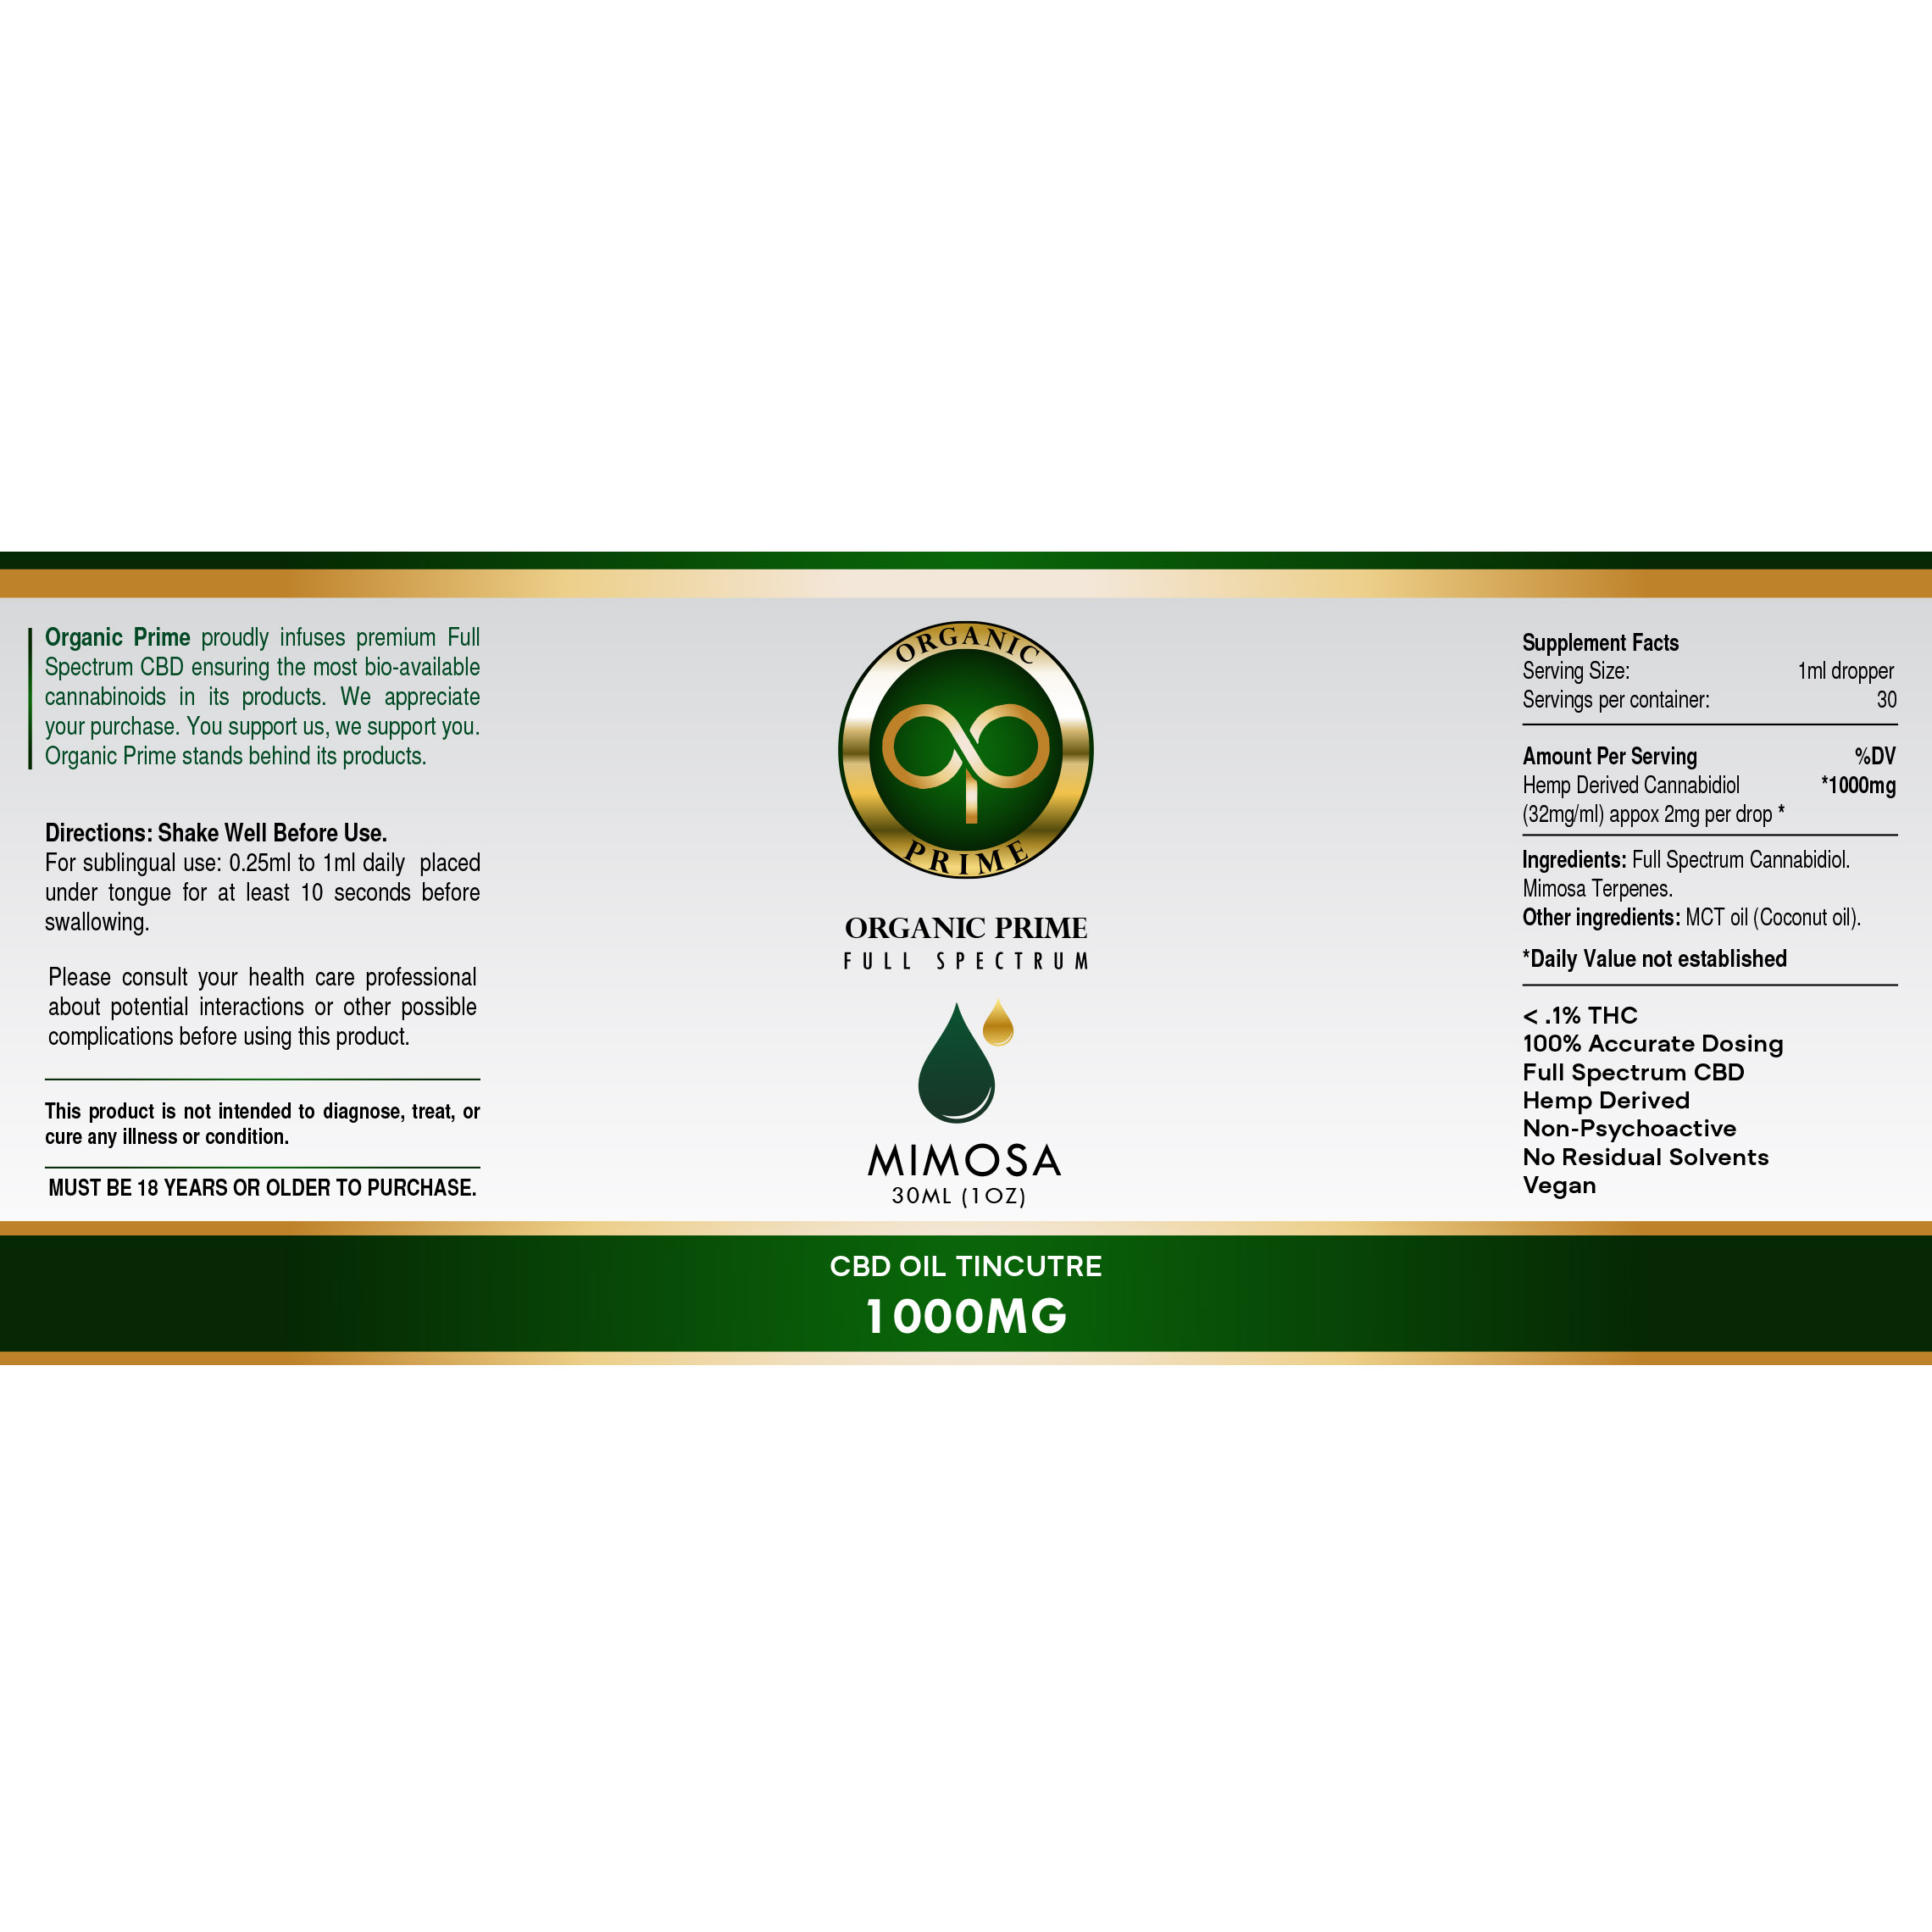 Organic Prime proudly infuses premium Full
Spectrum CBD ensuring the most bio-available
cannabinoids in its products. We appreciate
your purchase. You support us, we support you.
Organic Prime stands behind its products.
Directions: Shake Well Before Use.
For sublingual use: 0.25ml to 1ml daily placed
under tongue for at least 10 seconds before
swallowing.
Please consult your health care professional
about potential interactions or other possible
complications before using this product.
This product is not intended to diagnose, treat, or
cure any illness or condition.
MUST BE 18 YEARS OR OLDER TO PURCHASE.
ORGANIC
PRIME
ORGANIC PRIME
FULL SPECTRUM
MIMOSA
30ML (1OZ)
CBD OIL TINCUTRE
1000MG
Supplement Facts
Serving Size: 1ml dropper
Servings per container: 30
Amount Per Serving %DV
Hemp Derived Cannabidiol *1000mg
(32mg/ml) appox 2mg per drop *
Ingredients: Full Spectrum Cannabidiol.
Mimosa Terpenes.
Other ingredients: MCT oil (Coconut oil).
*Daily Value not established
< .1% THC
100% Accurate Dosing
Full Spectrum CBD
Hemp Derived
Non-Psychoactive
No Residual Solvents
Vegan